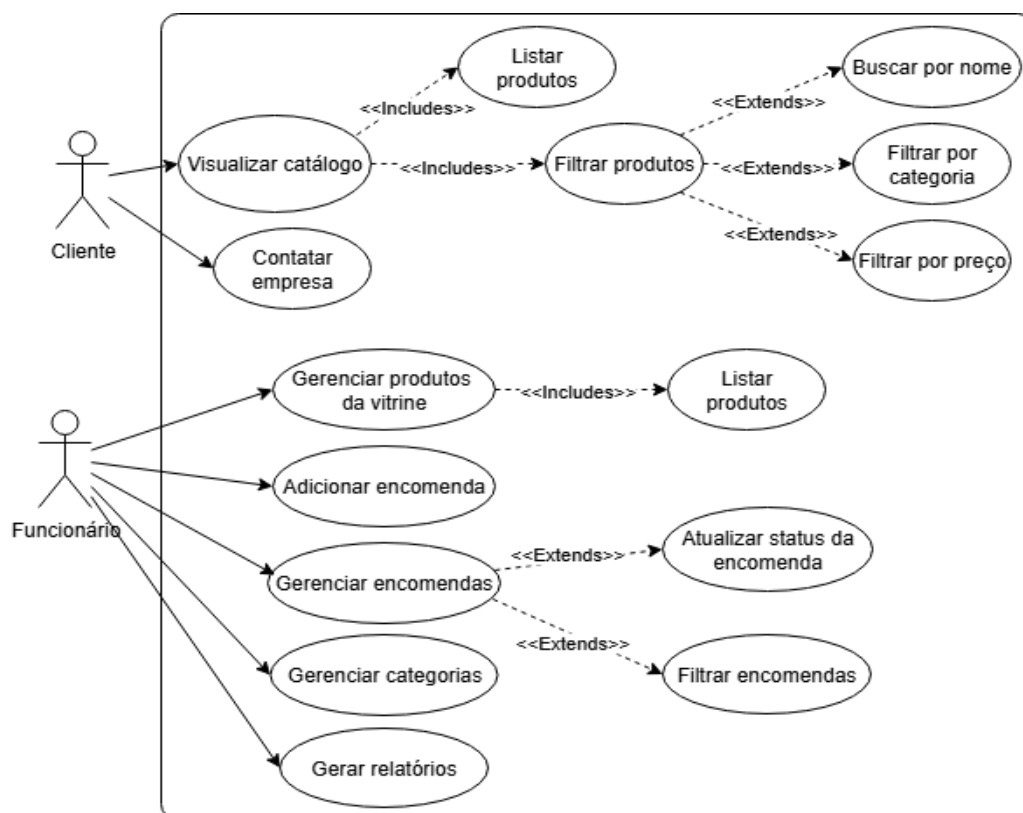 Listar
produtos
<<Includes>>
Buscar por nome
<<Extends>>
Visualizar catálogo
<<Includes>>
Filtrar produtos
<<Extends>>
Filtrar por
categoria
<<Extends>>
Filtrar por preço
Cliente
Contatar
empresa
Gerenciar produtos
da vitrine
<<Includes>>
Listar
produtos
Funcionário
Adicionar encomenda
Gerenciar encomendas
<<Extends>>
Atualizar status da
encomenda
<<Extends>>
Filtrar encomendas
Gerenciar categorias
Gerar relatórios